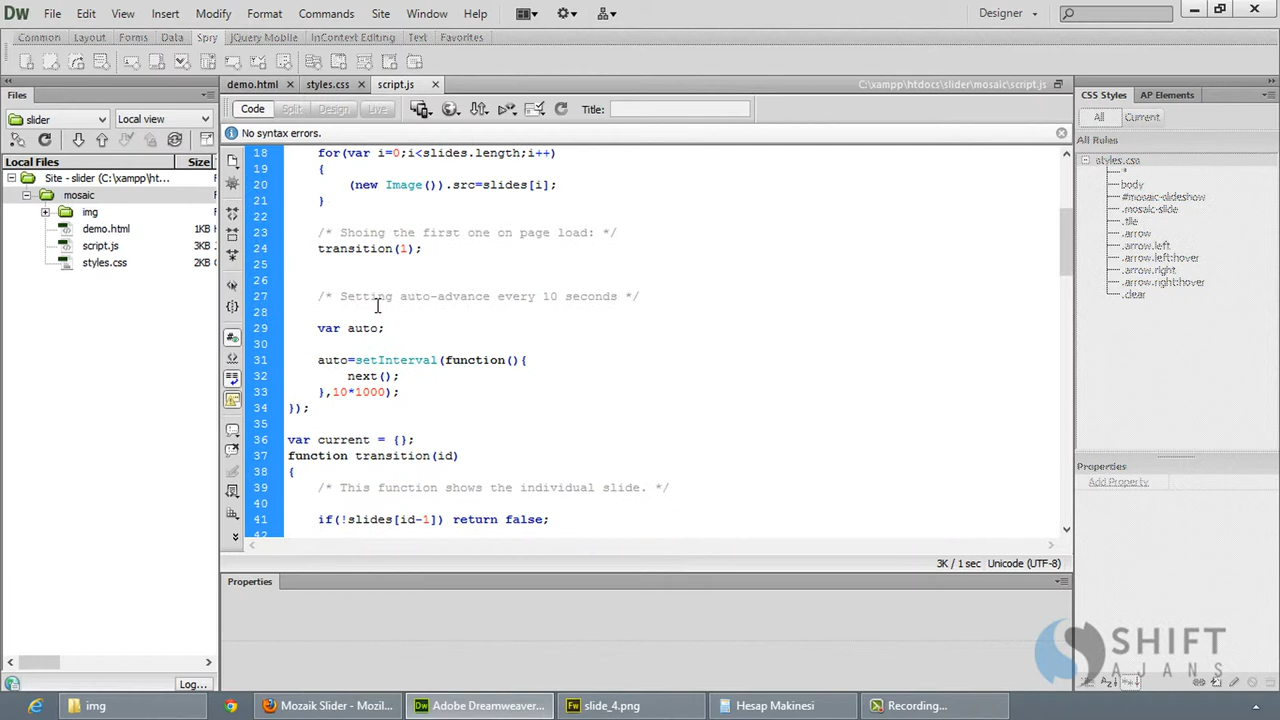 Dw File Edit View Insert Modify Format Commands Site Window Help Designer
Common Layout Forms Data Spry jQuery Mobile InContext Editing Text Favorites
Files
slider Local view
Local Files Size
Site - slider (C:\xampp\ht...
mosaic
img
demo.html 1KB
script.js 3KB
styles.css 2KB
Log...
demo.html styles.css script.js C:\xampp\htdocs\slider\mosaic\script.js
Code Split Design Live Title:
No syntax errors.
18 for(var i=0;i<slides.length;i++)
19 {
20 (new Image()).src=slides[i];
21 }
22
23 /* Shoing the first one on page load: */
24 transition(1);
25
26
27 /* Setting auto-advance every 10 seconds */
28
29 var auto;
30
31 auto=setInterval(function(){
32 next();
33 },10*1000);
34 });
35
36 var current = {};
37 function transition(id)
38 {
39 /* This function shows the individual slide. */
40
41 if(!slides[id-1]) return false;
42
3K / 1 sec Unicode (UTF-8)
Properties
CSS Styles AP Elements
All Current
All Rules
styles.css
*
body
#mosaic-slideshow
.mosaic-slide
.tile
.arrow
.arrow.left
.arrow.left:hover
.arrow.right
.arrow.right:hover
.clear
Properties
Add Property
SHIFT
AJANS
img Mozaik Slider - Mozil... Dw Adobe Dreamweaver... Fw slide_4.png Hesap Makinesi Recording...